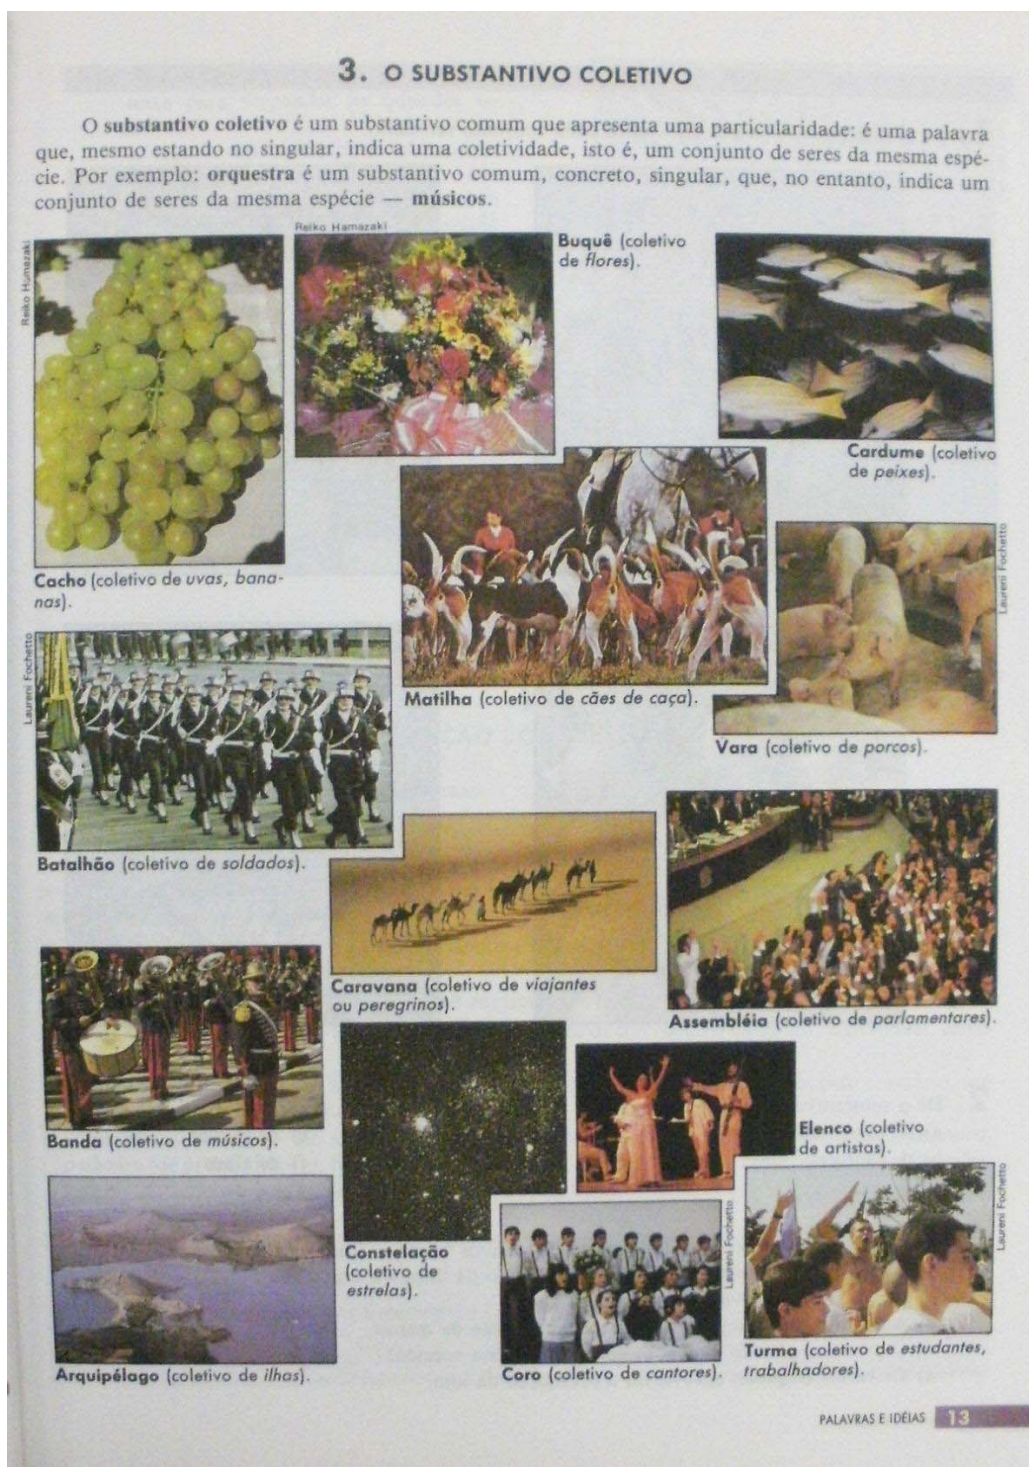 3. O SUBSTANTIVO COLETIVO
O substantivo coletivo é um substantivo comum que apresenta uma particularidade: é uma palavra
que, mesmo estando no singular, indica uma coletividade, isto é, um conjunto de seres da mesma espé-
cie. Por exemplo: orquestra é um substantivo comum, concreto, singular, que, no entanto, indica um
conjunto de seres da mesma espécie — músicos.
Reiko Hamazaki
Reiko Hamazaki
Buquê (coletivo
de flores).
Cardume (coletivo
de peixes).
Cacho (coletivo de uvas, bana-
nas).
Laureni Fochetto
Matilha (coletivo de cães de caça).
Laureni Fochetto
Vara (coletivo de porcos).
Batalhão (coletivo de soldados).
Caravana (coletivo de viajantes
ou peregrinos).
Assembléia (coletivo de parlamentares).
Banda (coletivo de músicos).
Elenco (coletivo
de artistas).
Constelação
(coletivo de
estrelas).
Laureni Fochetto
Laureni Fochetto
Arquipélago (coletivo de ilhas).
Coro (coletivo de cantores).
Turma (coletivo de estudantes,
trabalhadores).
PALAVRAS E IDÉIAS 13